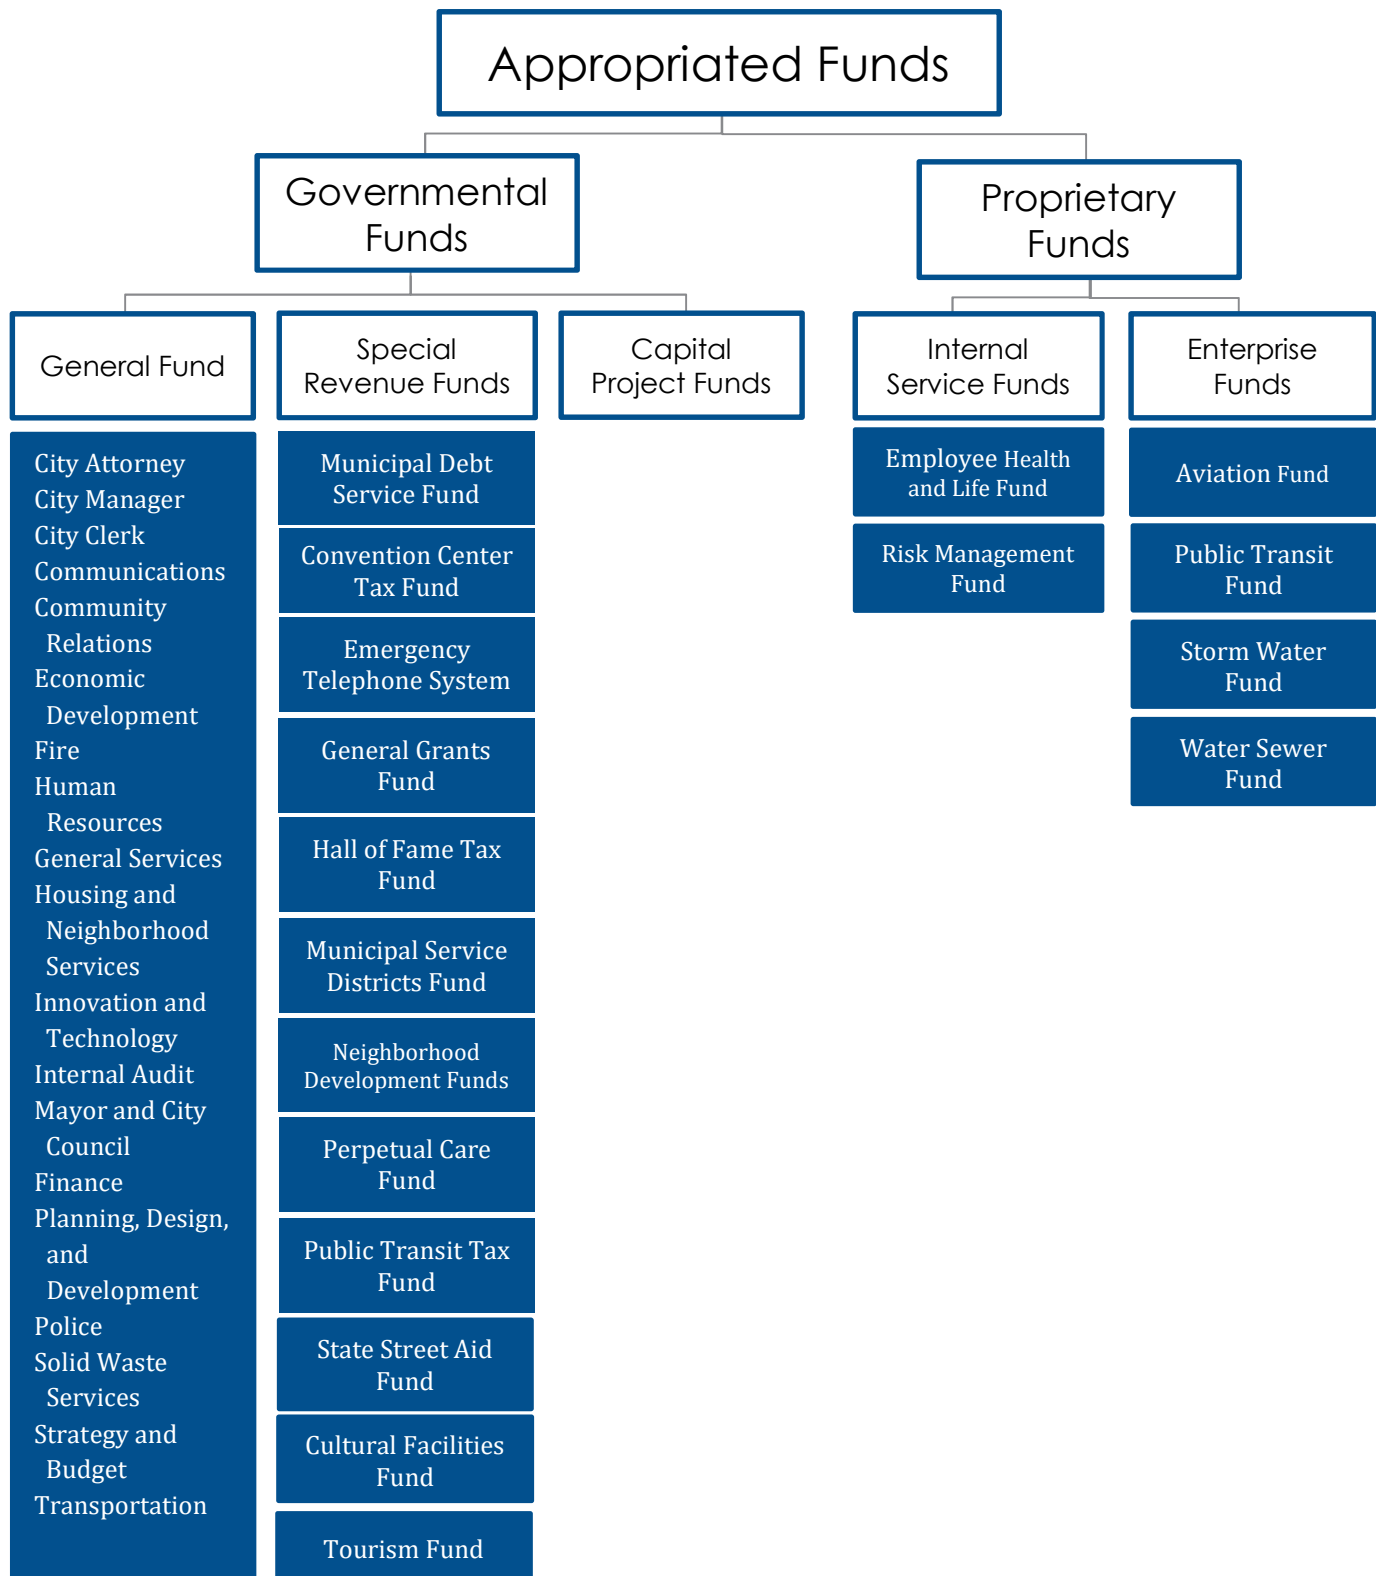 Appropriated Funds
Governmental
Funds
Proprietary
Funds
General Fund
Special
Revenue Funds
Capital
Project Funds
Internal
Service Funds
Enterprise
Funds
City Attorney
City Manager
City Clerk
Communications
Community
Relations
Economic
Development
Fire
Human
Resources
General Services
Housing and
Neighborhood
Services
Innovation and
Technology
Internal Audit
Mayor and City
Council
Finance
Planning, Design,
and
Development
Police
Solid Waste
Services
Strategy and
Budget
Transportation
Municipal Debt
Service Fund
Convention Center
Tax Fund
Emergency
Telephone System
General Grants
Fund
Hall of Fame Tax
Fund
Municipal Service
Districts Fund
Neighborhood
Development Funds
Perpetual Care
Fund
Public Transit Tax
Fund
State Street Aid
Fund
Cultural Facilities
Fund
Tourism Fund
Employee Health
and Life Fund
Risk Management
Fund
Aviation Fund
Public Transit
Fund
Storm Water
Fund
Water Sewer
Fund